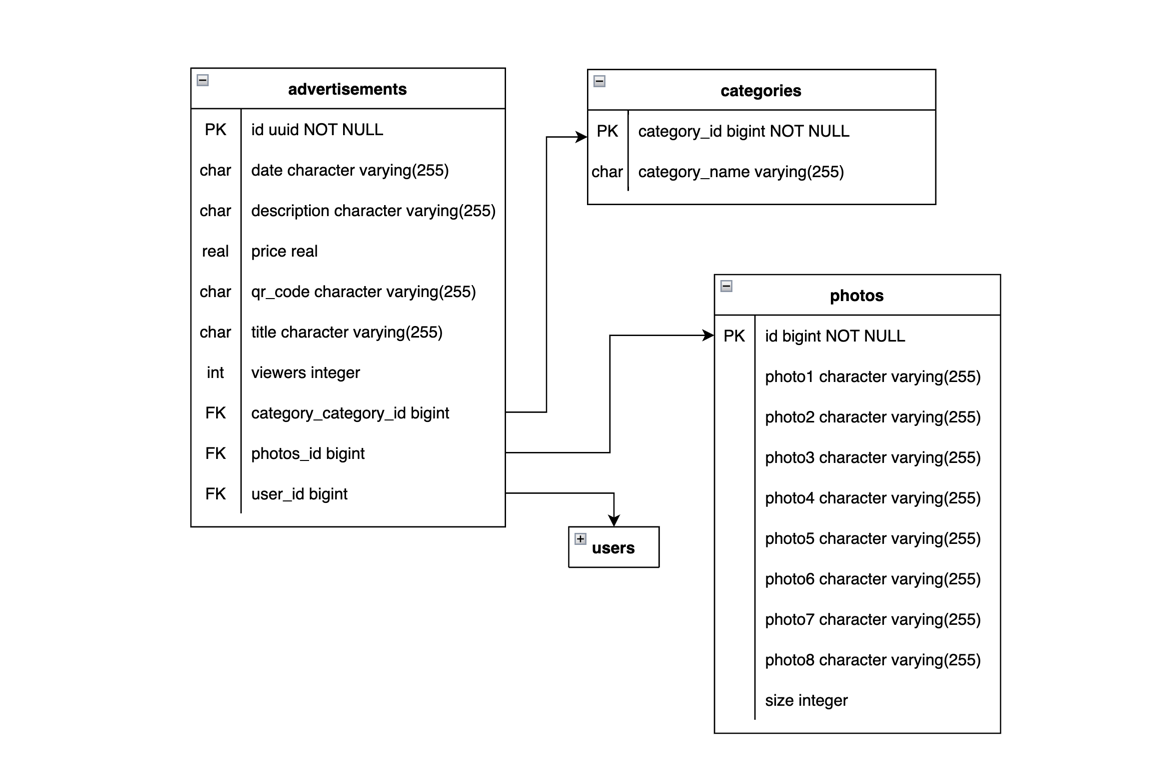 advertisements
PK id uuid NOT NULL
char date character varying(255)
char description character varying(255)
real price real
char qr_code character varying(255)
char title character varying(255)
int viewers integer
FK category_category_id bigint
FK photos_id bigint
FK user_id bigint
categories
PK category_id bigint NOT NULL
char category_name varying(255)
photos
PK id bigint NOT NULL
photo1 character varying(255)
photo2 character varying(255)
photo3 character varying(255)
photo4 character varying(255)
photo5 character varying(255)
photo6 character varying(255)
photo7 character varying(255)
photo8 character varying(255)
size integer
users